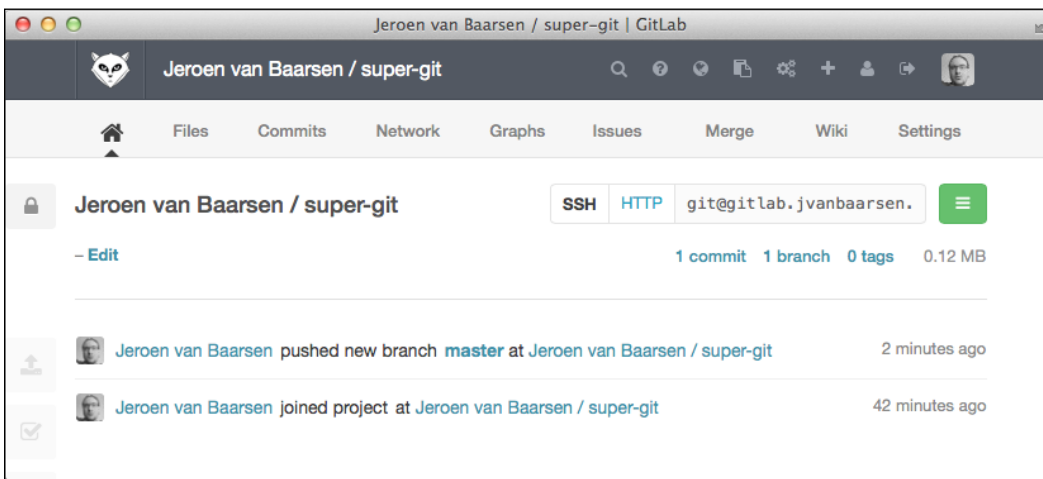 Jeroen van Baarsen / super-git | GitLab
Jeroen van Baarsen / super-git
Files Commits Network Graphs Issues Merge Wiki Settings
Jeroen van Baarsen / super-git SSH HTTP git@gitlab.jvanbaarsen.
– Edit 1 commit 1 branch 0 tags 0.12 MB
Jeroen van Baarsen pushed new branch master at Jeroen van Baarsen / super-git 2 minutes ago
Jeroen van Baarsen joined project at Jeroen van Baarsen / super-git 42 minutes ago